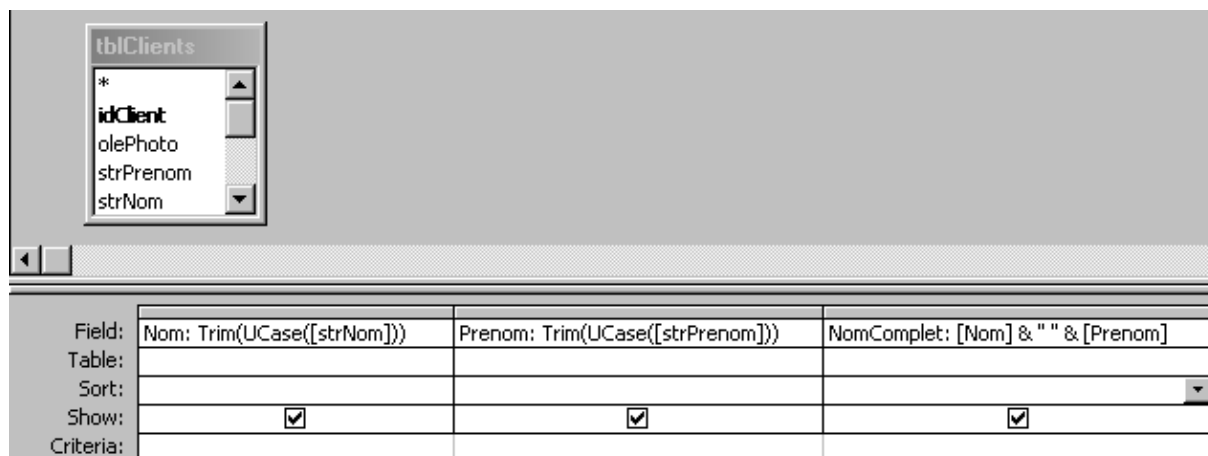 tblClients
*
idClient
olePhoto
strPrenom
strNom
Field: Nom: Trim(UCase([strNom])) Prenom: Trim(UCase([strPrenom])) NomComplet: [Nom] & " " & [Prenom]
Table:
Sort:
Show:
Criteria: